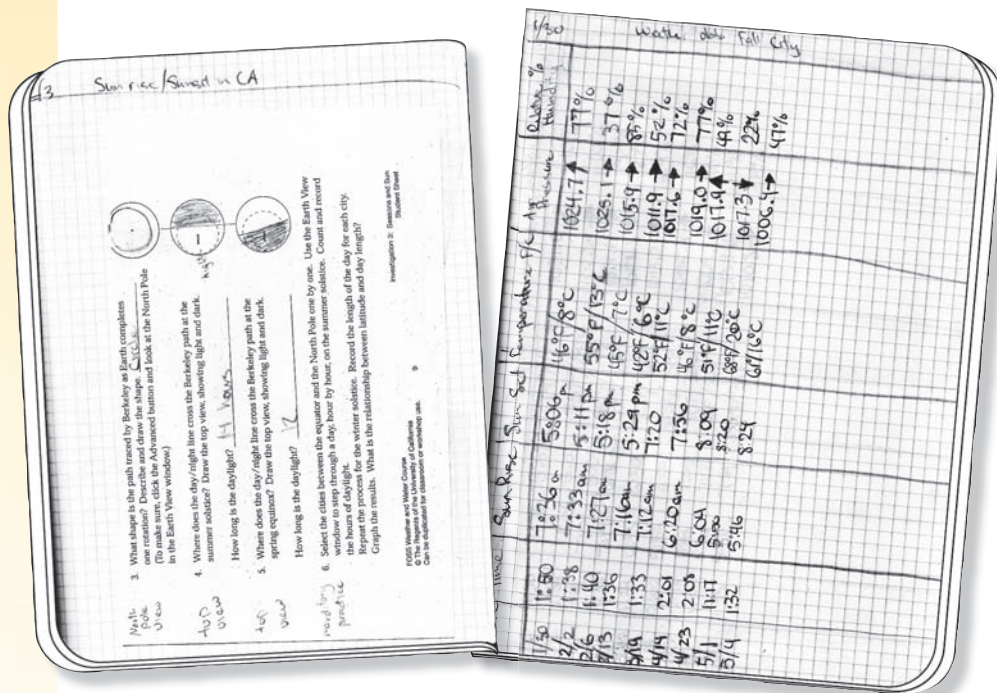 3 Sun rise/Sunset in CA
North Pole view
3. What shape is the path traced by Berkeley as Earth completes
one rotation? Describe and draw the shape. Circle
(To make sure, click the Advanced button and look at the North Pole
in the Earth View window.)
top view
4. Where does the day/night line cross the Berkeley path at the
summer solstice? Draw the top view, showing light and dark.
night
How long is the daylight? 14 hours
top view
5. Where does the day/night line cross the Berkeley path at the
spring equinox? Draw the top view, showing light and dark.
How long is the daylight? 12
practice
6. Select the cities between the equator and the North Pole one by one. Use the Earth View
window to step through a day, hour by hour, on the summer solstice. Count and record
the hours of daylight.
Repeat the process for the winter solstice. Record the length of the day for each city.
Graph the results. What is the relationship between latitude and day length?
FOSS Weather and Water Course
© The Regents of the University of California
Can be duplicated for classroom or workshop use.
9
Investigation 3: Seasons and Sun
Student Sheet
1/30 data Fall City
time Sun Rise Sun Set Temperature F/C Air Pressure Humidity %
1/30 1:50 7:36 am 5:06 pm 46°F/8°C 1024.7 ↑ 77%
2/2 1:38 7:33 am 5:11 pm 55°F/13°C 1025.1 → 37%
2/6 1:40 7:27 am 5:18 pm 45°F/7°C 1015.9 →
1:36 7:16 am 5:29 pm 42°F/6°C 1011.9 → 52%
1:33 7:12 am 7:20 52°F/11°C 1017.6 → 72%
4/14 2:01 6:20 am 7:56 46°F/8°C 1019.0 → 77%
4/23 2:08 6:04 8:09 51°F/11°C 1017.9 49%
5/1 1:17 8:20 68°F/20°C 1017.3 22%
5/4 1:32 5:46 8:24 61/16°C 1006.4 → 47%